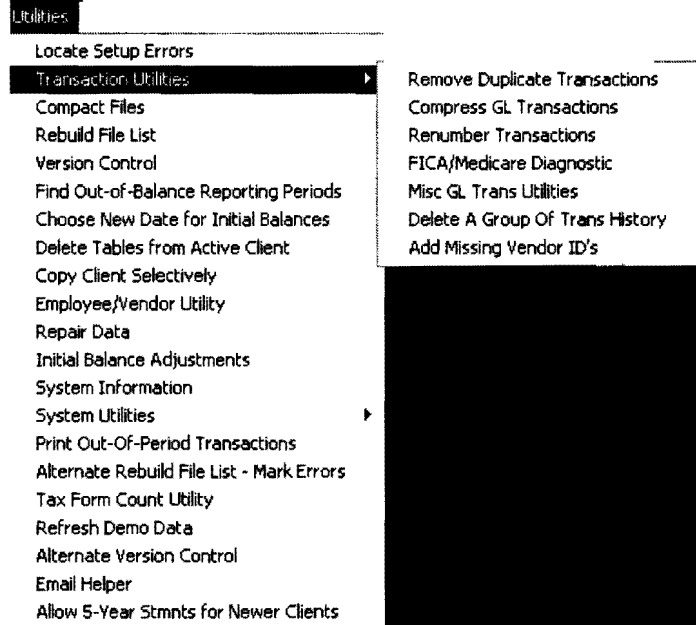 Utilities
Locate Setup Errors
Transaction Utilities
Compact Files
Rebuild File List
Version Control
Find Out-of-Balance Reporting Periods
Choose New Date for Initial Balances
Delete Tables from Active Client
Copy Client Selectively
Employee/Vendor Utility
Repair Data
Initial Balance Adjustments
System Information
System Utilities
Print Out-Of-Period Transactions
Alternate Rebuild File List - Mark Errors
Tax Form Count Utility
Refresh Demo Data
Alternate Version Control
Email Helper
Allow 5-Year Stmnts for Newer Clients
Remove Duplicate Transactions
Compress GL Transactions
Renumber Transactions
FICA/Medicare Diagnostic
Misc GL Trans Utilities
Delete A Group Of Trans History
Add Missing Vendor ID's